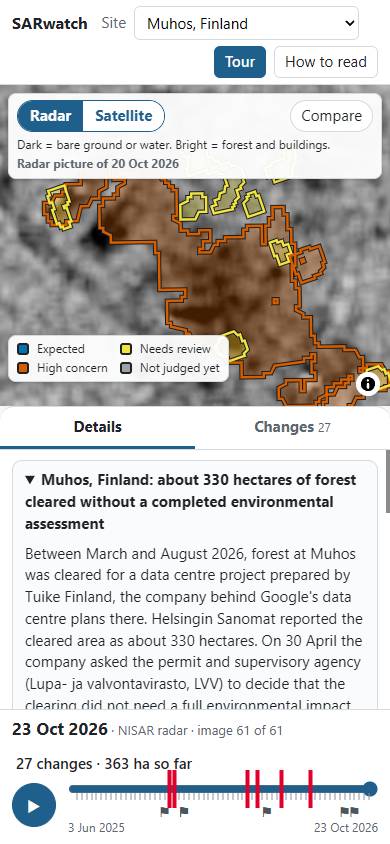 SARwatch Site Muhos, Finland
Tour How to read
Radar Satellite Compare
Dark = bare ground or water. Bright = forest and buildings.
Radar picture of 20 Oct 2026
Expected Needs review
High concern Not judged yet
Details Changes 27
▼ Muhos, Finland: about 330 hectares of forest
cleared without a completed environmental
assessment
Between March and August 2026, forest at Muhos
was cleared for a data centre project prepared by
Tuike Finland, the company behind Google's data
centre plans there. Helsingin Sanomat reported the
cleared area as about 330 hectares. On 30 April the
company asked the permit and supervisory agency
(Lupa- ja valvontavirasto, LVV) to decide that the
clearing did not need a full environmental impact
23 Oct 2026 · NISAR radar · image 61 of 61
27 changes · 363 ha so far
3 Jun 2025 23 Oct 2026